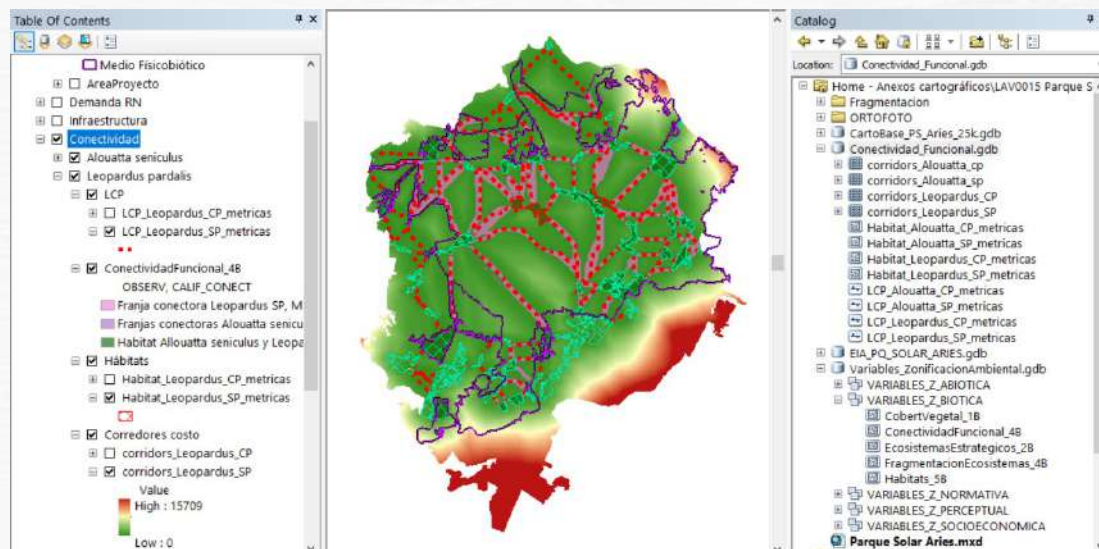 Table Of Contents
Medio Físicobiótico
AreaProyecto
Demanda RN
Infraestructura
Conectividad
Alouatta seniculus
Leopardus pardalis
LCP
LCP_Leopardus_CP_metricas
LCP_Leopardus_SP_metricas
ConectividadFuncional_4B
OBSERV, CALIF_CONECT
Franja conectora Leopardus SP, M
Franjas conectoras Alouatta senicu
Habitat Allouatta seniculus y Leopa
Hábitats
Habitat_Leopardus_CP_metricas
Habitat_Leopardus_SP_metricas
Corredores costo
corridors_Leopardus_CP
corridors_Leopardus_SP
Value
High : 15709
Low : 0
Catalog
Location: Conectividad_Funcional.gdb
Home - Anexos cartográficos\LAV0015 Parque S
Fragmentacion
ORTOFOTO
CartoBase_PS_Aries_25k.gdb
Conectividad_Funcional.gdb
corridors_Alouatta_cp
corridors_Alouatta_sp
corridors_Leopardus_CP
corridors_Leopardus_SP
Habitat_Alouatta_CP_metricas
Habitat_Alouatta_SP_metricas
Habitat_Leopardus_CP_metricas
Habitat_Leopardus_SP_metricas
LCP_Alouatta_CP_metricas
LCP_Alouatta_SP_metricas
LCP_Leopardus_CP_metricas
LCP_Leopardus_SP_metricas
EIA_PQ_SOLAR_ARIES.gdb
Variables_ZonificacionAmbiental.gdb
VARIABLES_Z_ABIOTICA
VARIABLES_Z_BIOTICA
CobertVegetal_1B
ConectividadFuncional_4B
EcosistemasEstrategicos_2B
FragmentacionEcosistemas_4B
Habitats_5B
VARIABLES_Z_NORMATIVA
VARIABLES_Z_PERCEPTUAL
VARIABLES_Z_SOCIOECONOMICA
Parque Solar Aries.mxd